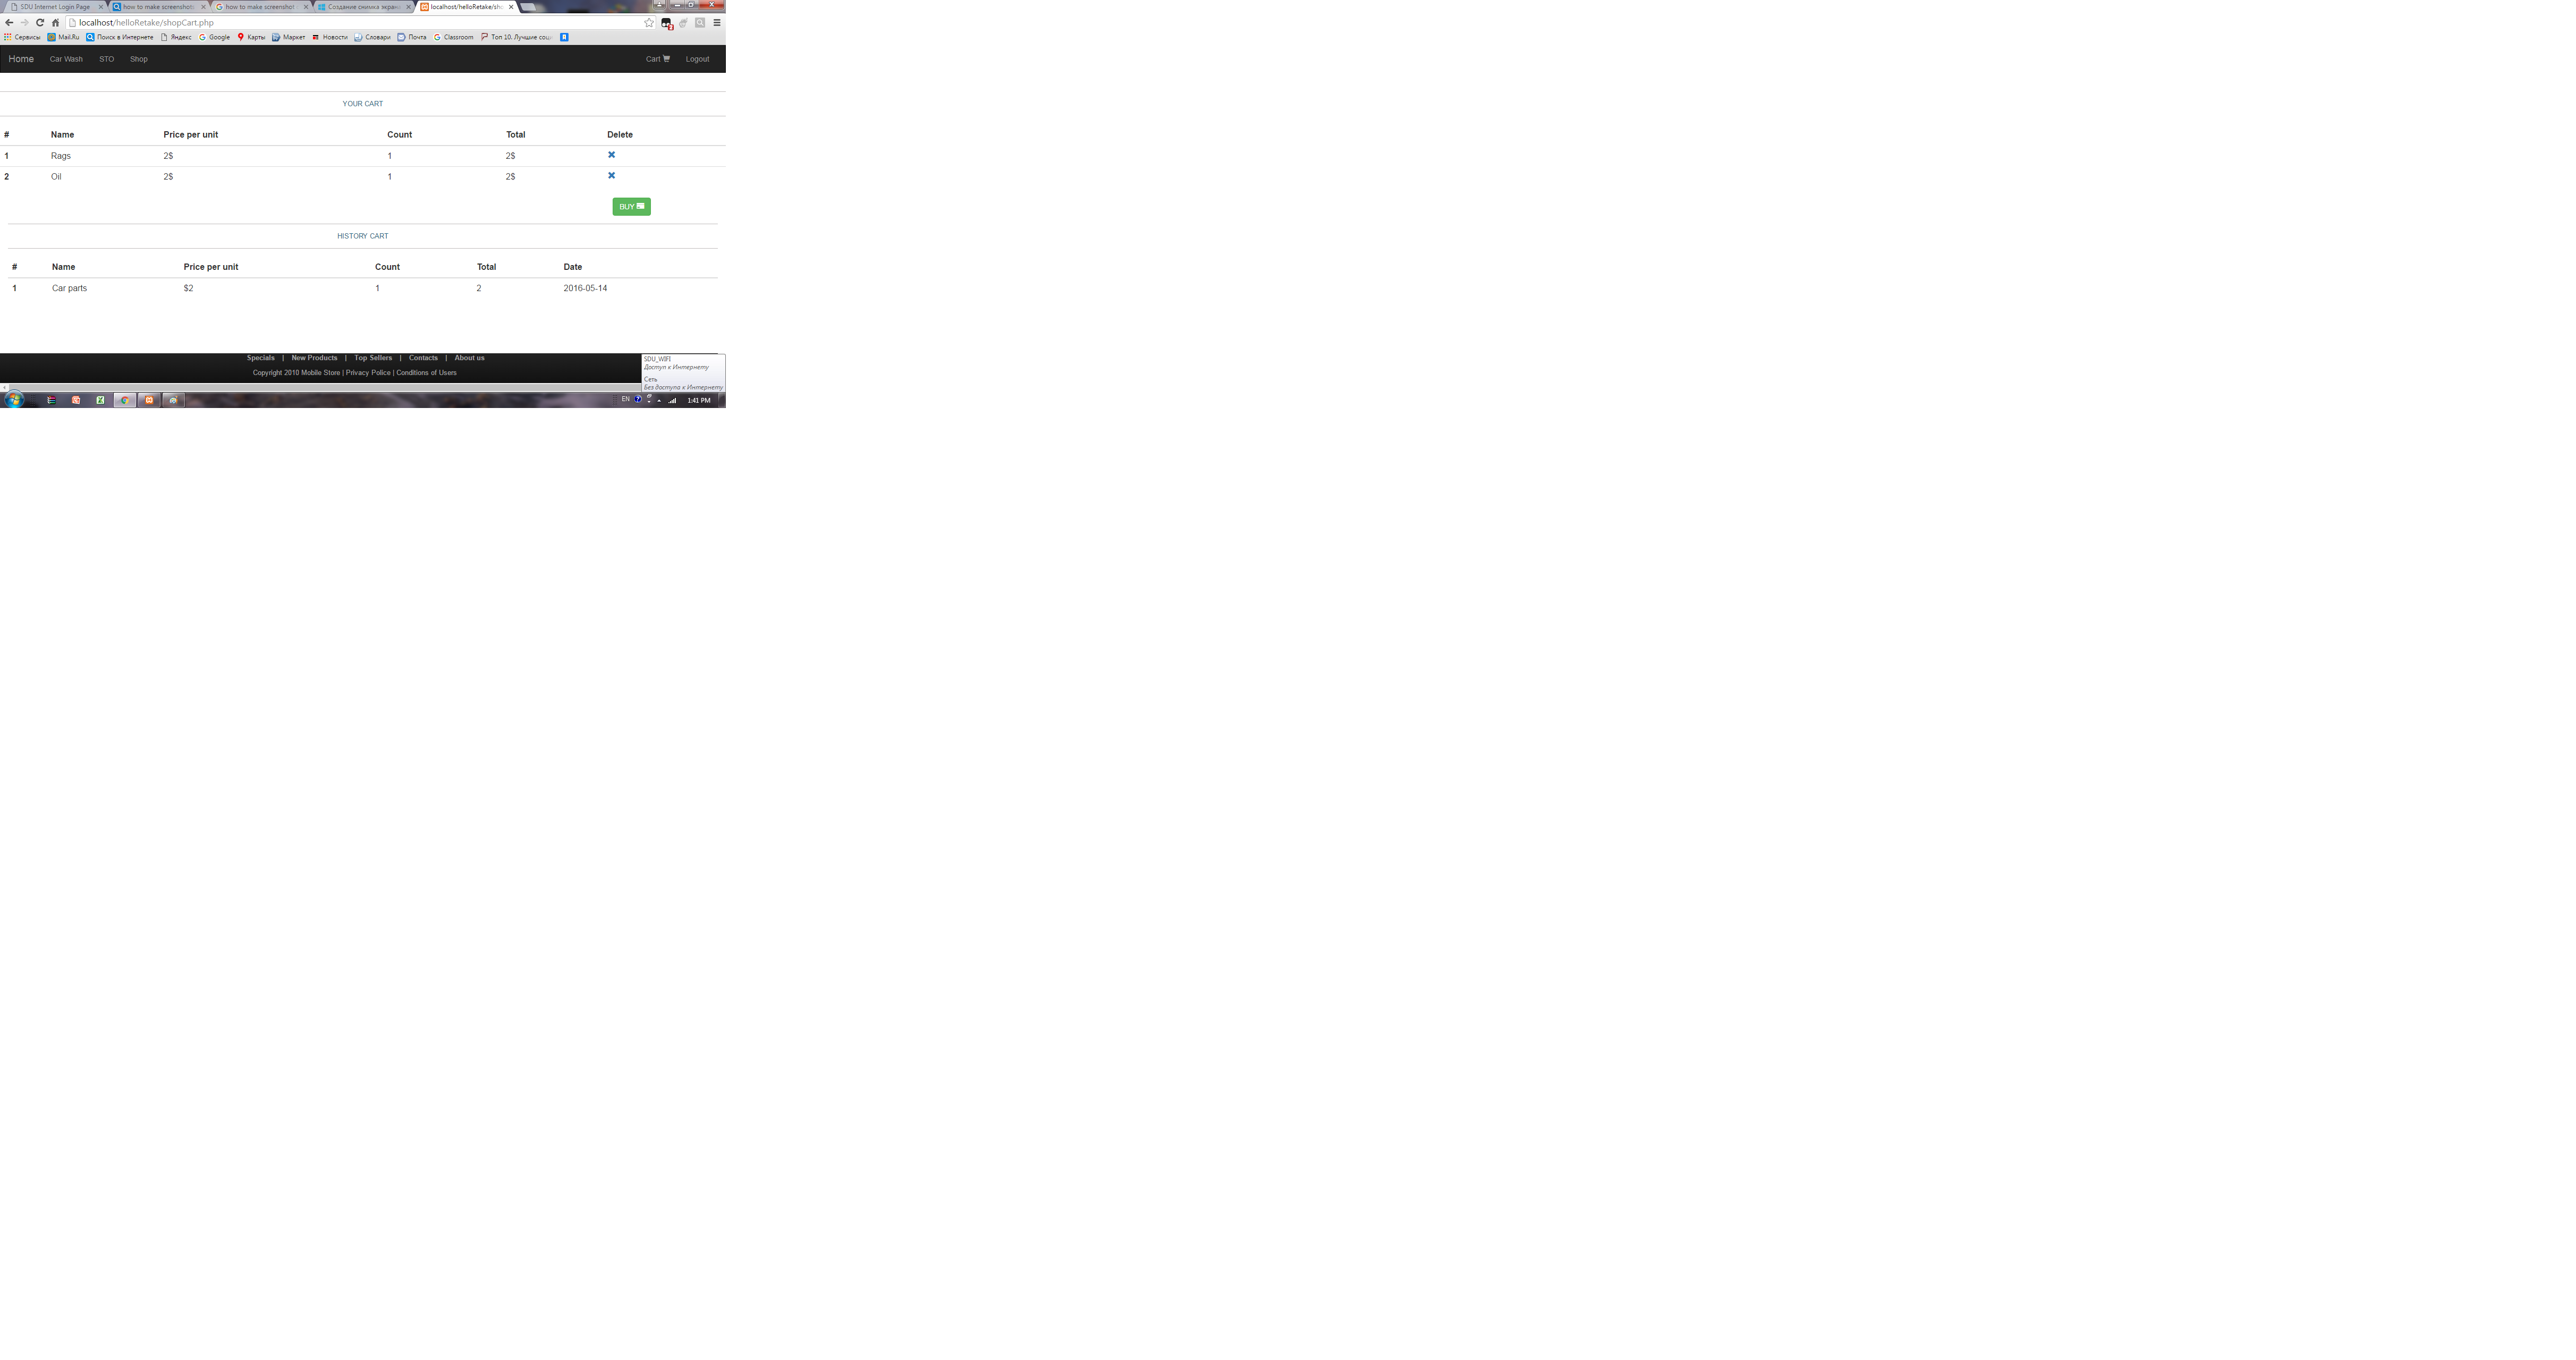 SDU Internet Login Page
how to make screenshot
how to make screenshot
Создание снимка экрана
localhost/helloRetake/sho
localhost/helloRetake/shopCart.php
Сервисы Mail.Ru Поиск в Интернете Яндекс Google Карты Маркет Новости Словари Почта Classroom Топ 10. Лучшие соц
Home Car Wash STO Shop Cart Logout
YOUR CART
# Name Price per unit Count Total Delete
1 Rags 2$ 1 2$
2 Oil 2$ 1 2$
BUY
HISTORY CART
# Name Price per unit Count Total Date
1 Car parts $2 1 2 2016-05-14
Specials | New Products | Top Sellers | Contacts | About us
Copyright 2010 Mobile Store | Privacy Police | Conditions of Users
SDU_WIFI
Доступ к Интернету
Сеть
Без доступа к Интернету
EN 1:41 PM